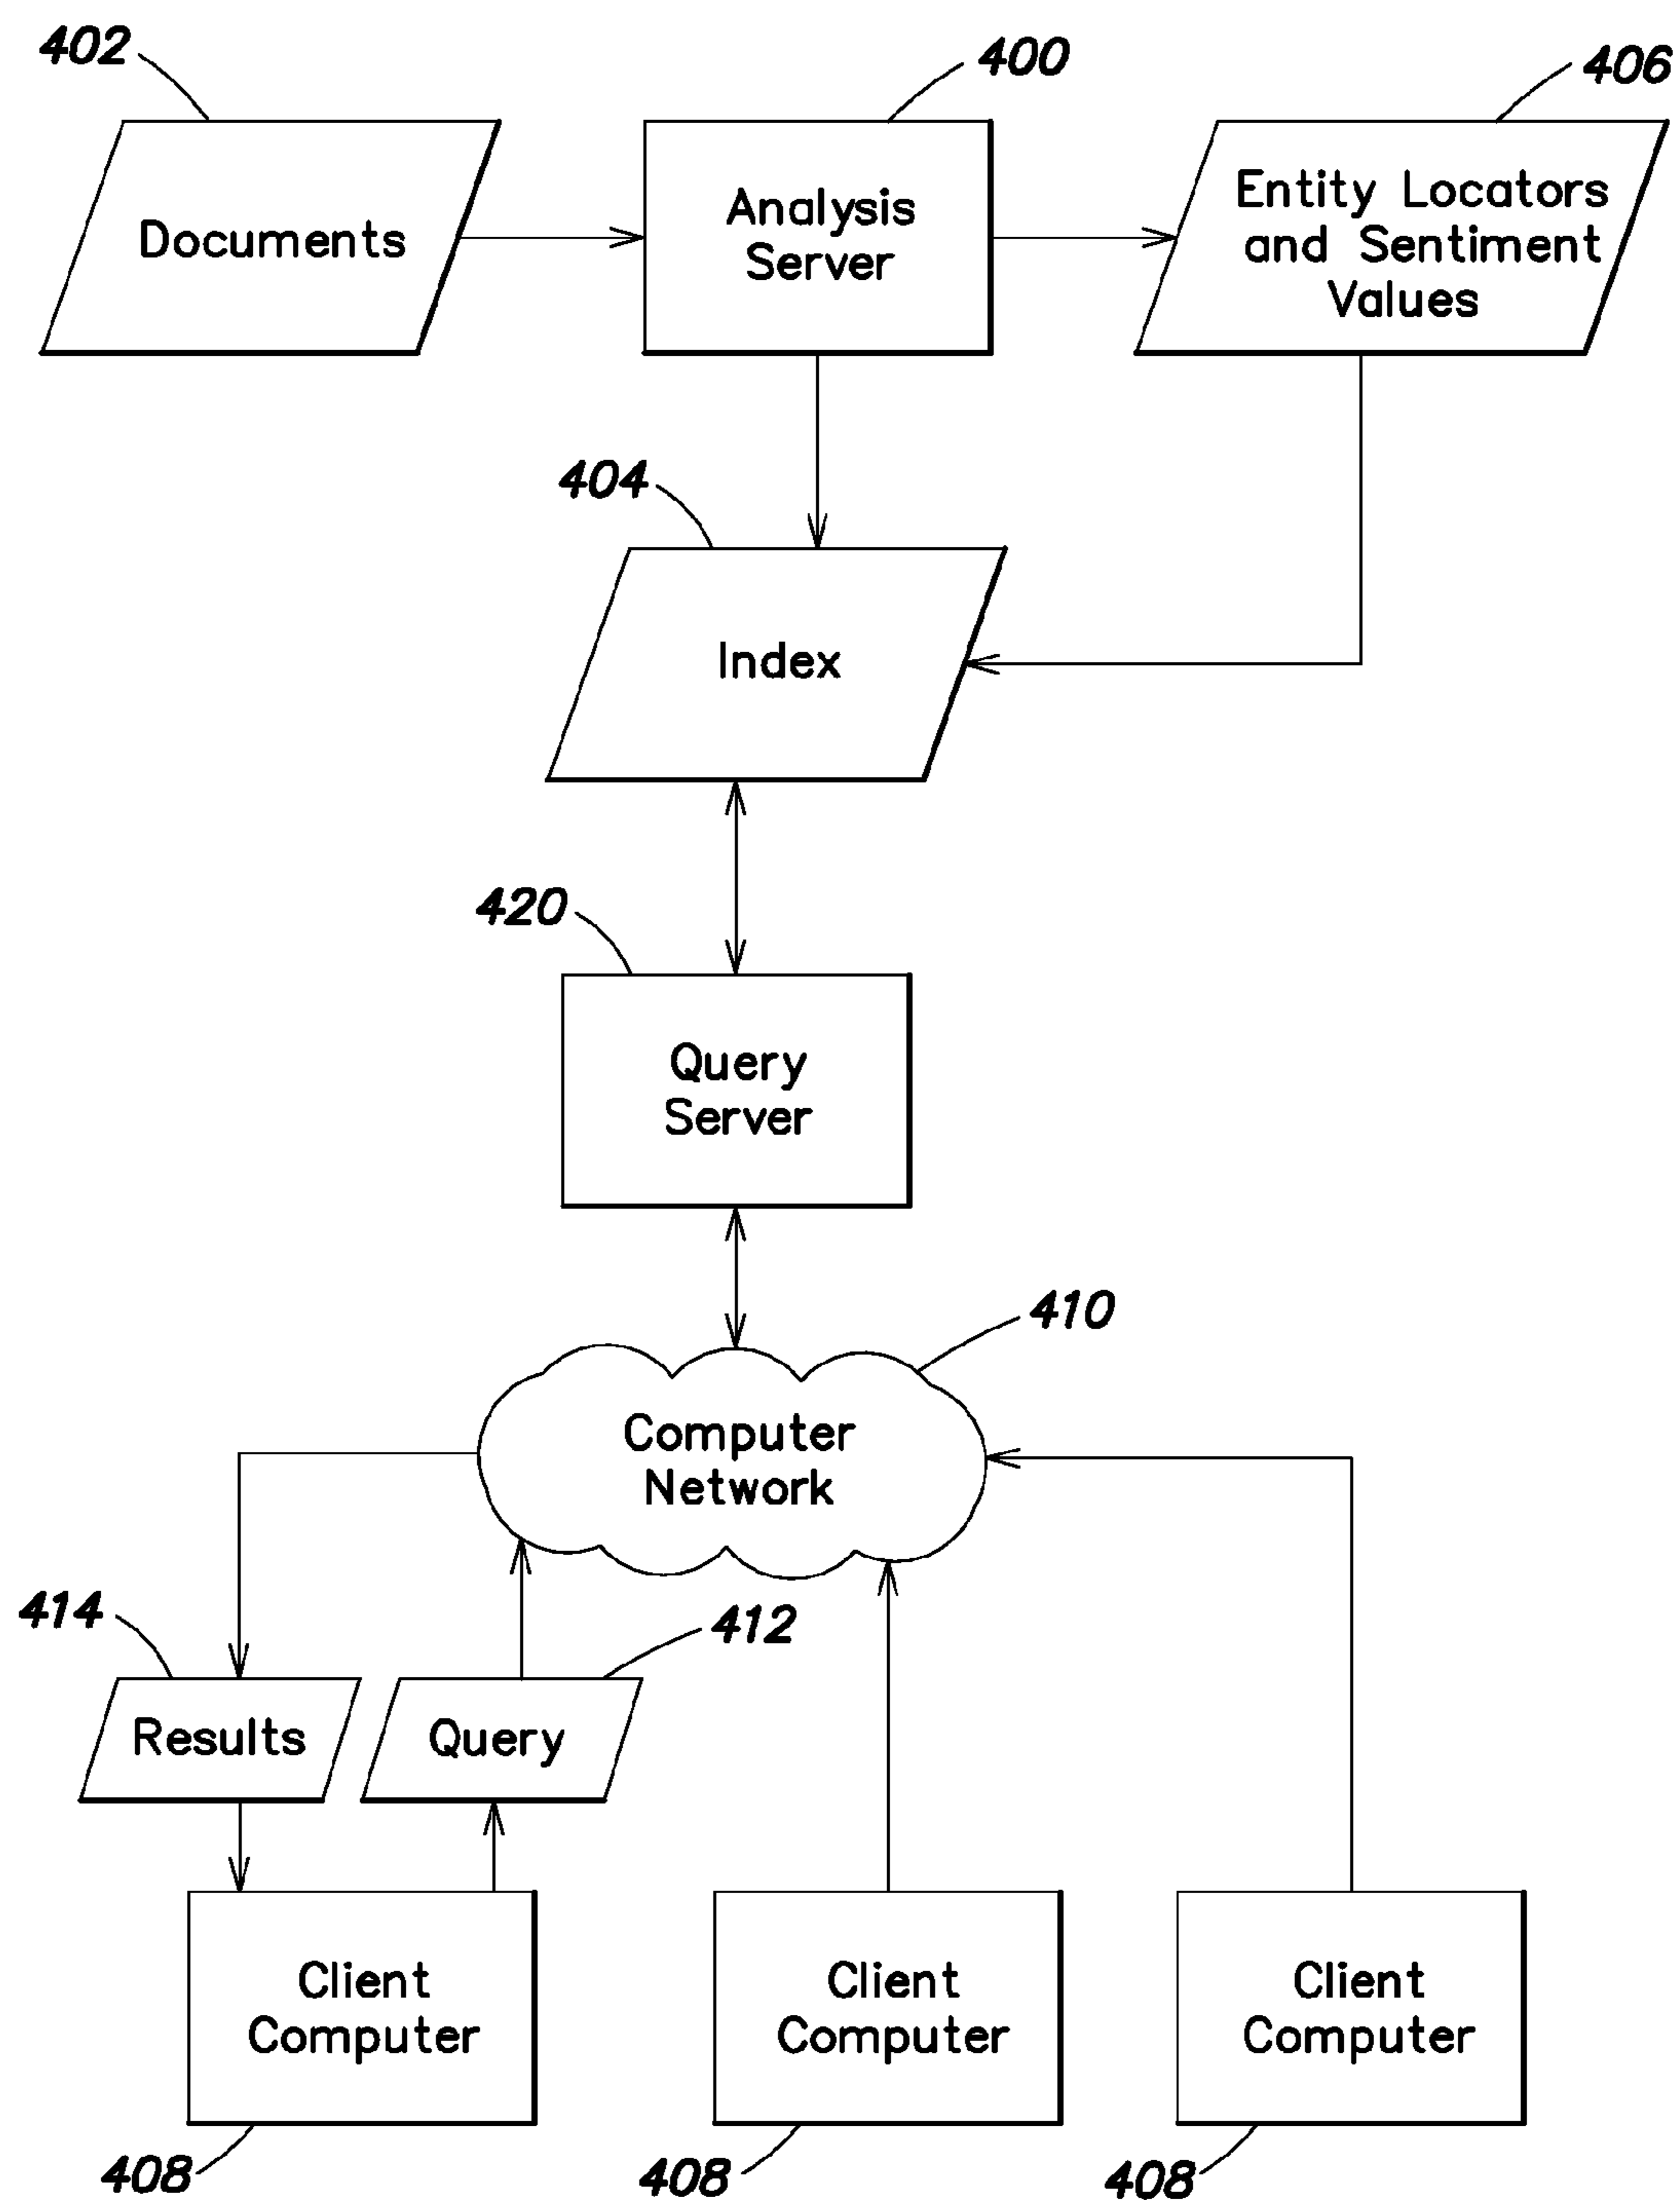 402
400
406
Documents
Analysis
Server
Entity Locators
and Sentiment
Values
404
Index
420
Query
Server
410
Computer
Network
414
412
Results
Query
Client
Computer
Client
Computer
Client
Computer
408
408
408